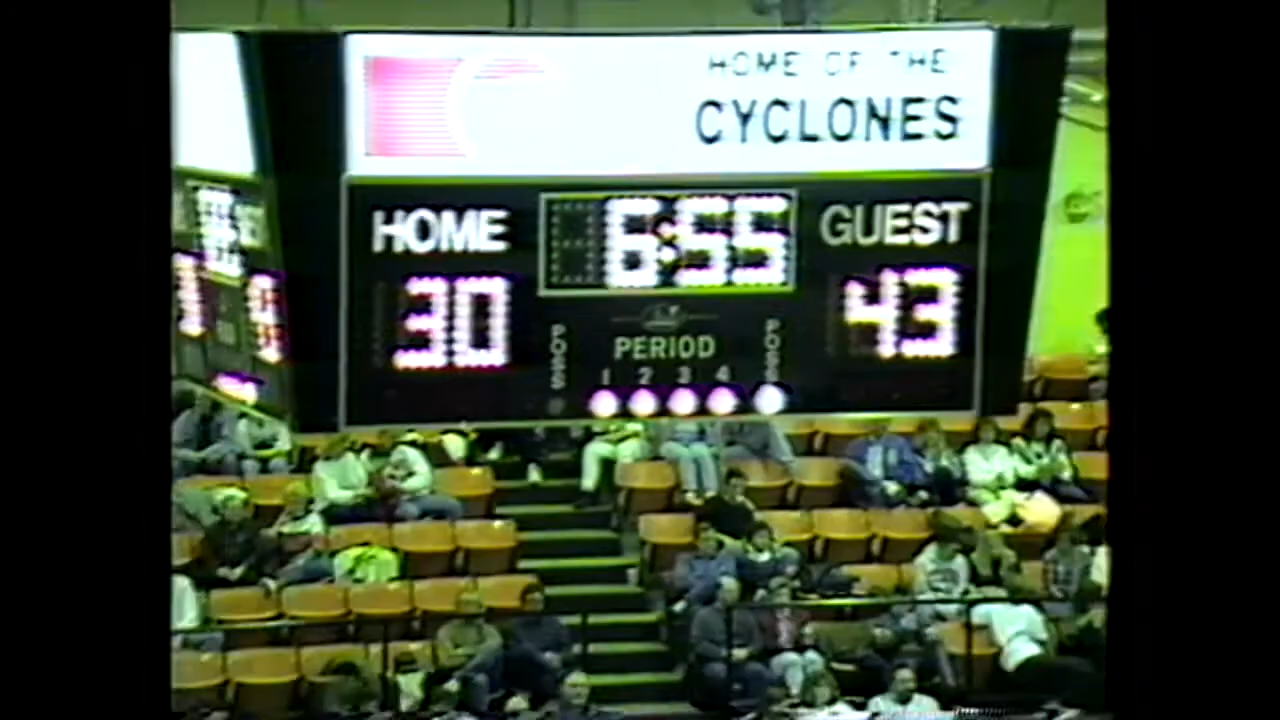 HOME OF THE
CYCLONES
HOME
6:55
GUEST
30
43
POSS
PERIOD
POSS
1 2 3 4